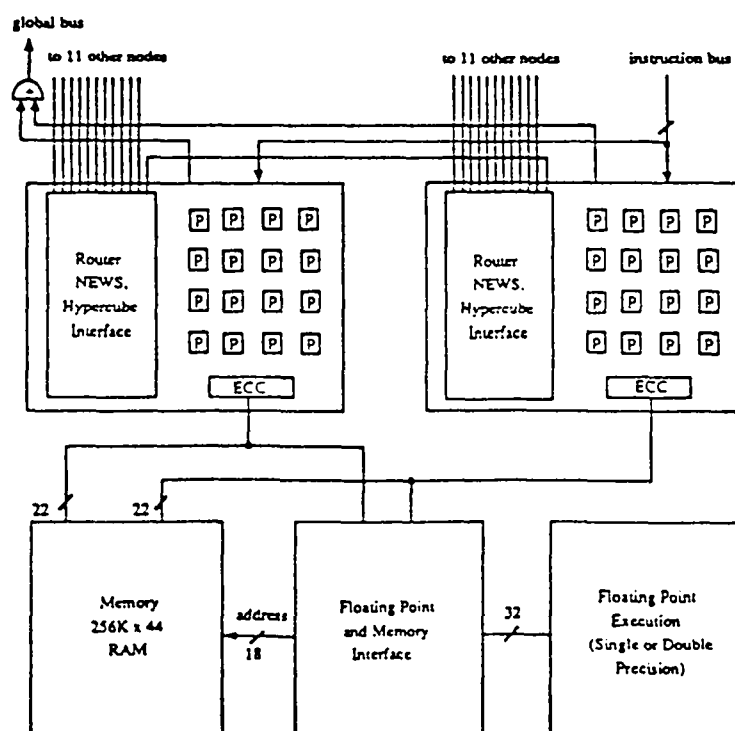 global bus
to 11 other nodes
to 11 other nodes
instruction bus
+
Router
NEWS,
Hypercube
Interface
P P P P
P P P P
P P P P
P P P P
ECC
Router
NEWS,
Hypercube
Interface
P P P P
P P P P
P P P P
P P P P
ECC
22
22
Memory
256K x 44
RAM
address
18
Floating Point
and Memory
Interface
32
Floating Point
Execution
(Single or Double
Precision)